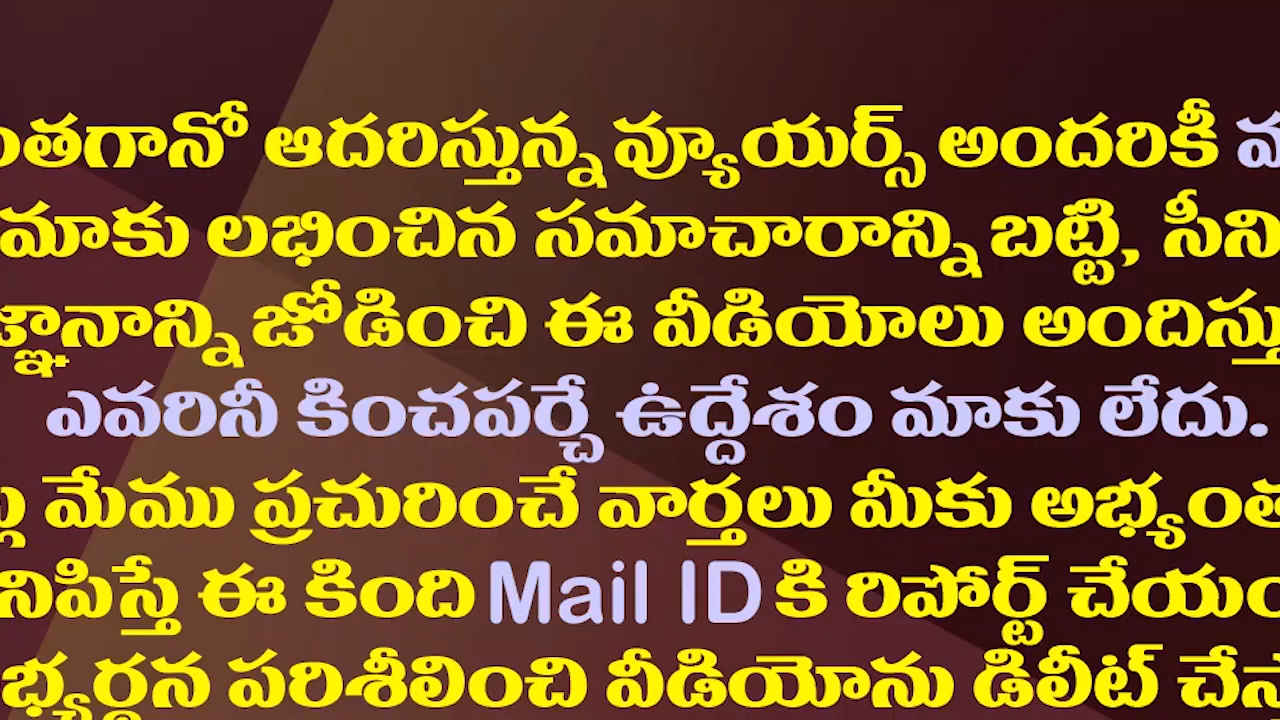 ఆదరిస్తున్న వ్యూయర్స్ అందరికీ
మాకు లభించిన సమాచారాన్ని బట్టి,
జోడించి ఈ వీడియోలు
ఎవరినీ కించపర్చే ఉద్దేశం మాకు లేదు.
మేము ప్రచురించే వార్తలు మీకు
ఈ కింది Mail ID కి రిపోర్ట్
పరిశీలించి వీడియోను డిలీట్